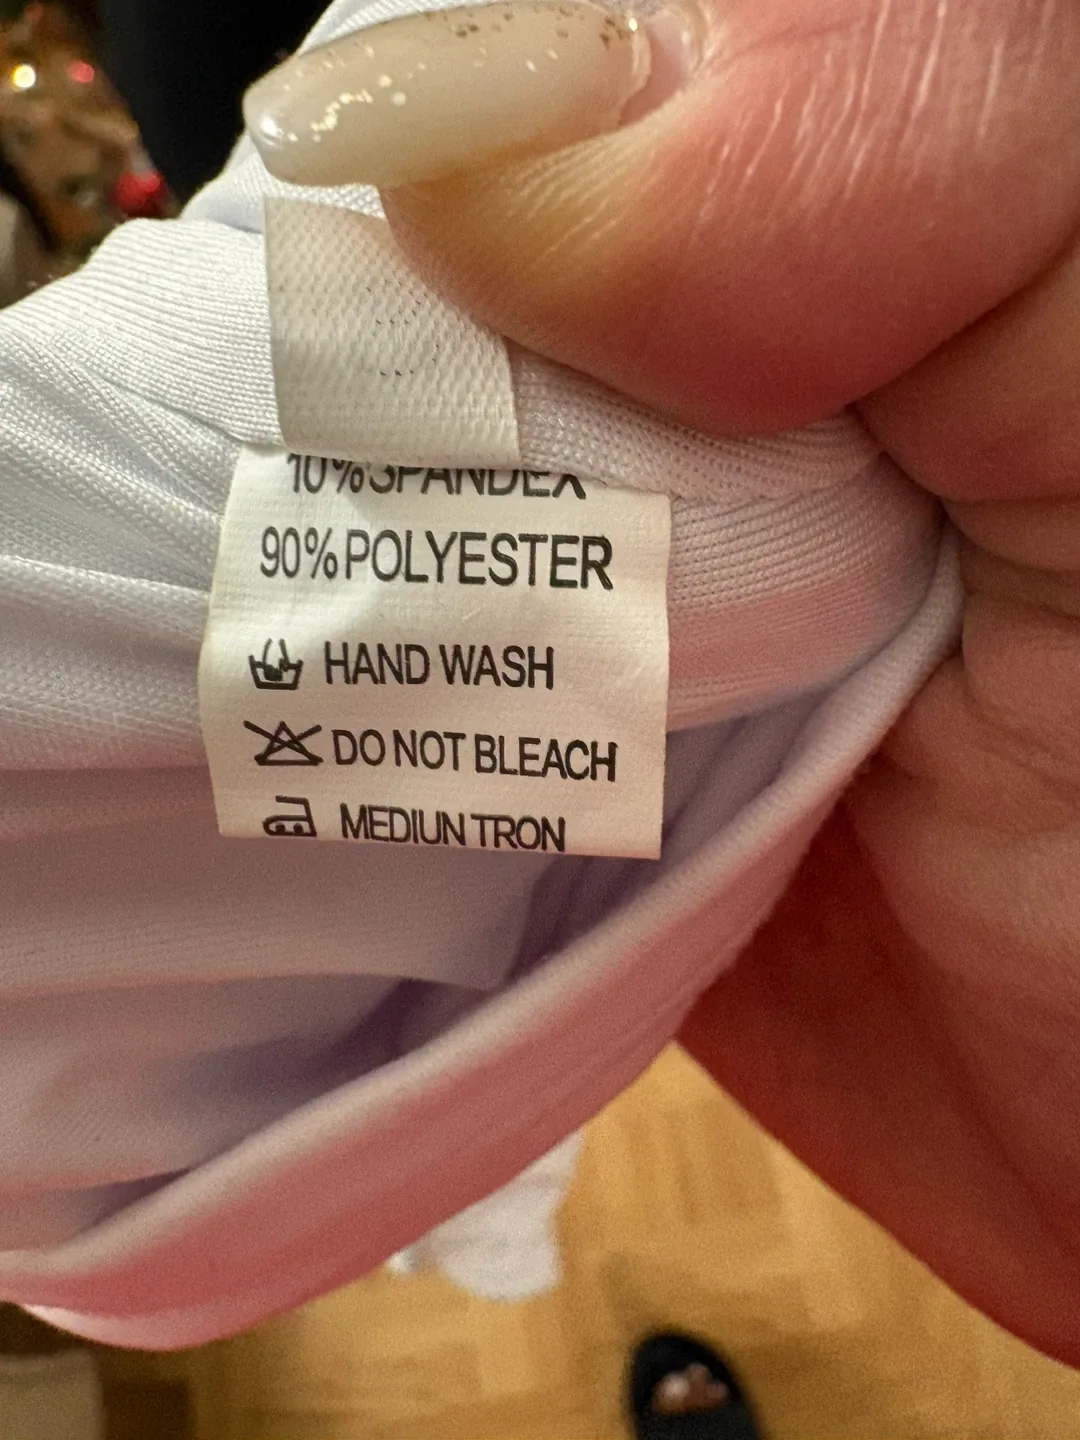 10%SPANDEX
90%POLYESTER
HAND WASH
DO NOT BLEACH
MEDIUN TRON